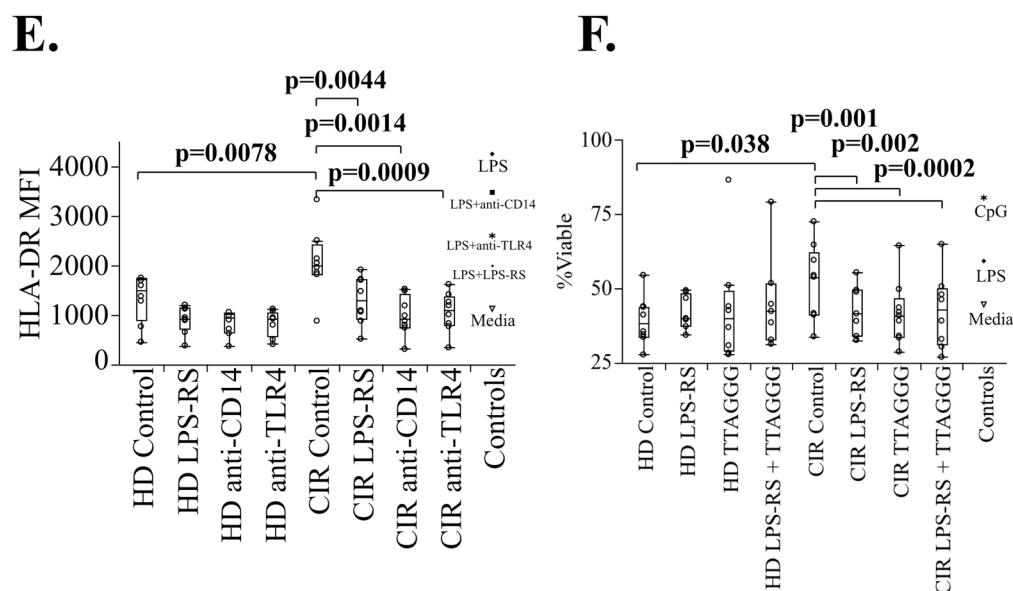 E.
p=0.0044
p=0.0014
p=0.0078
p=0.0009
HLA-DR MFI
4000
3000
2000
1000
0
LPS
LPS+anti-CD14
LPS+anti-TLR4
LPS+LPS-RS
Media
HD Control
HD LPS-RS
HD anti-CD14
HD anti-TLR4
CIR Control
CIR LPS-RS
CIR anti-CD14
CIR anti-TLR4
Controls
F.
p=0.001
p=0.038
p=0.002
p=0.0002
%Viable
100
75
50
25
CpG
LPS
Media
HD Control
HD LPS-RS
HD TTAGGG
HD LPS-RS + TTAGGG
CIR Control
CIR LPS-RS
CIR TTAGGG
CIR LPS-RS + TTAGGG
Controls